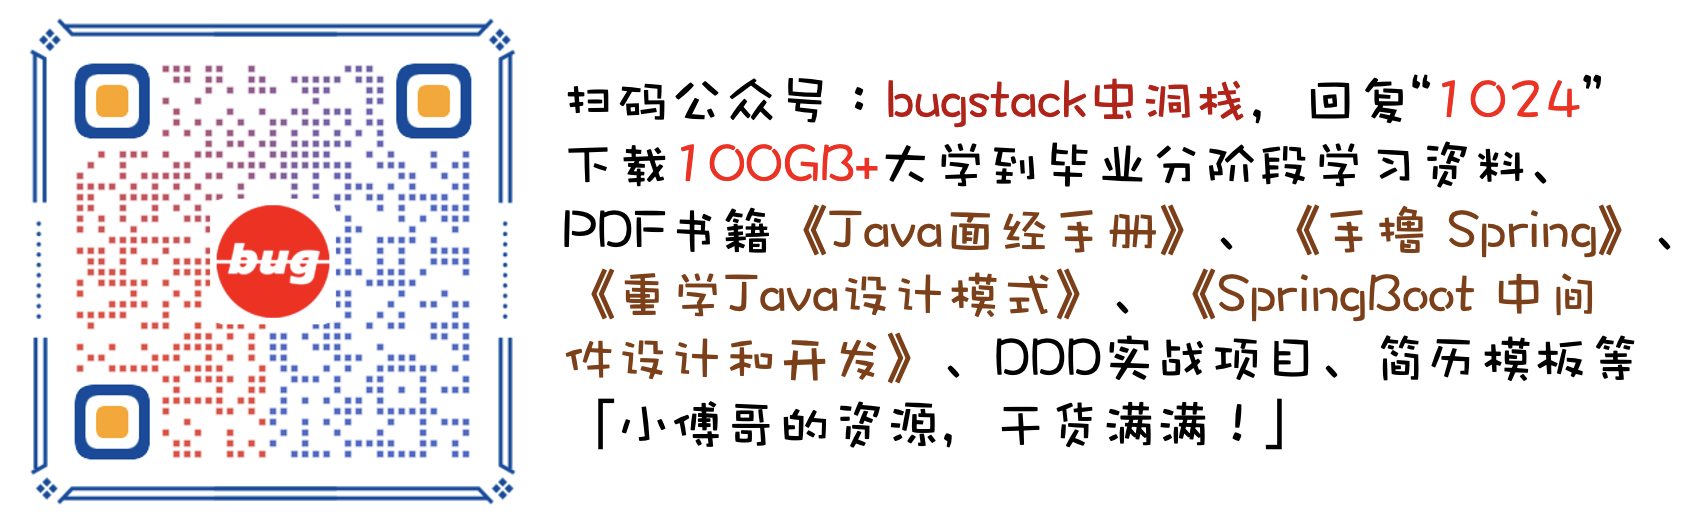 bug
扫码公众号：bugstack虫洞栈，回复“1024”
下载100GB+大学到毕业分阶段学习资料、
PDF书籍《Java面经手册》、《手撸 Spring》、
《重学Java设计模式》、《SpringBoot 中间
件设计和开发》、DDD实战项目、简历模板等
「小傅哥的资源，干货满满！」